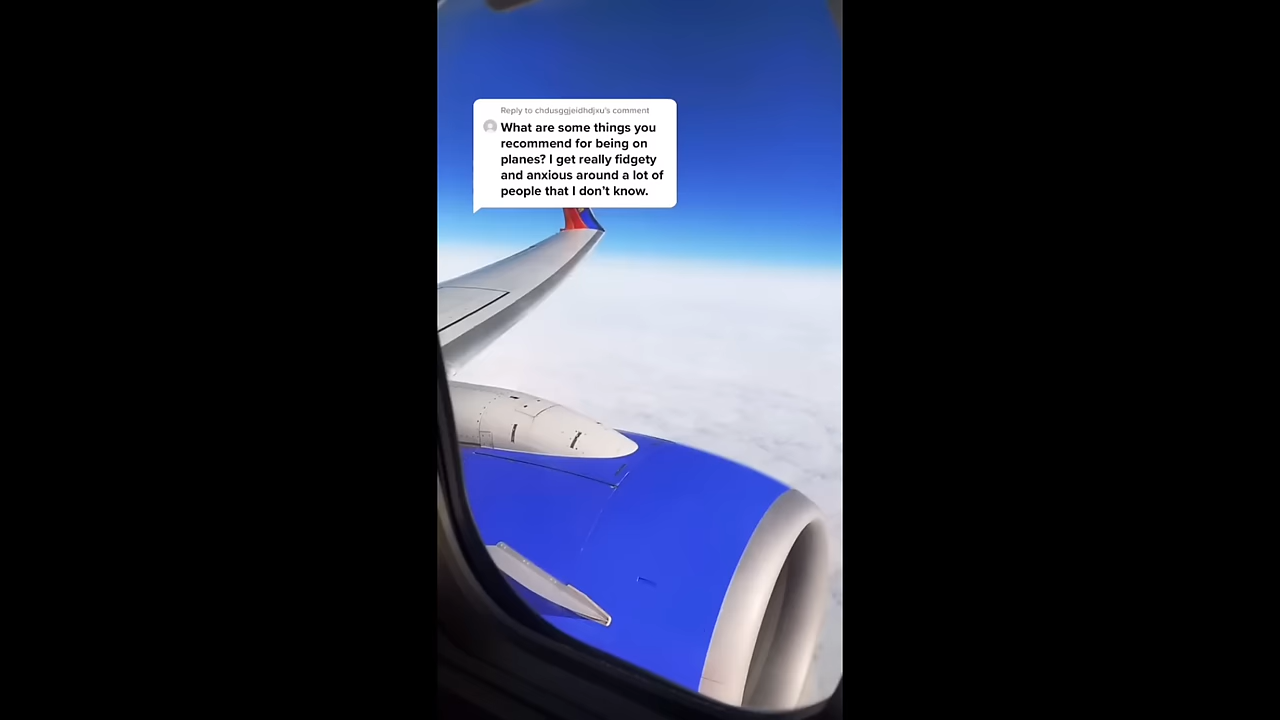 Reply to chdusggjeidhdjxu's comment
What are some things you
recommend for being on
planes? I get really fidgety
and anxious around a lot of
people that I don't know.